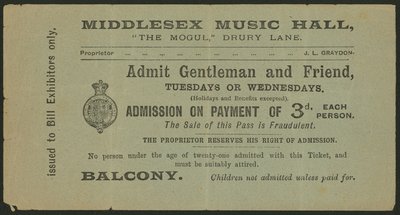 MIDDLESEX MUSIC HALL,
"THE MOGUL," DRURY LANE.
Proprietor ... ... ... ... ... ... ... ... ... J. L. GRAYDON.
Admit Gentleman and Friend,
TUESDAYS OR WEDNESDAYS.
(Holidays and Benefits excepted).
ADMISSION ON PAYMENT OF 3d. EACH PERSON.
The Sale of this Pass is Fraudulent.
THE PROPRIETOR RESERVES HIS RIGHT OF ADMISSION.
No person under the age of twenty-one admitted with this Ticket, and
must be suitably attired.
BALCONY. Children not admitted unless paid for.
issued to Bill Exhibitors only.